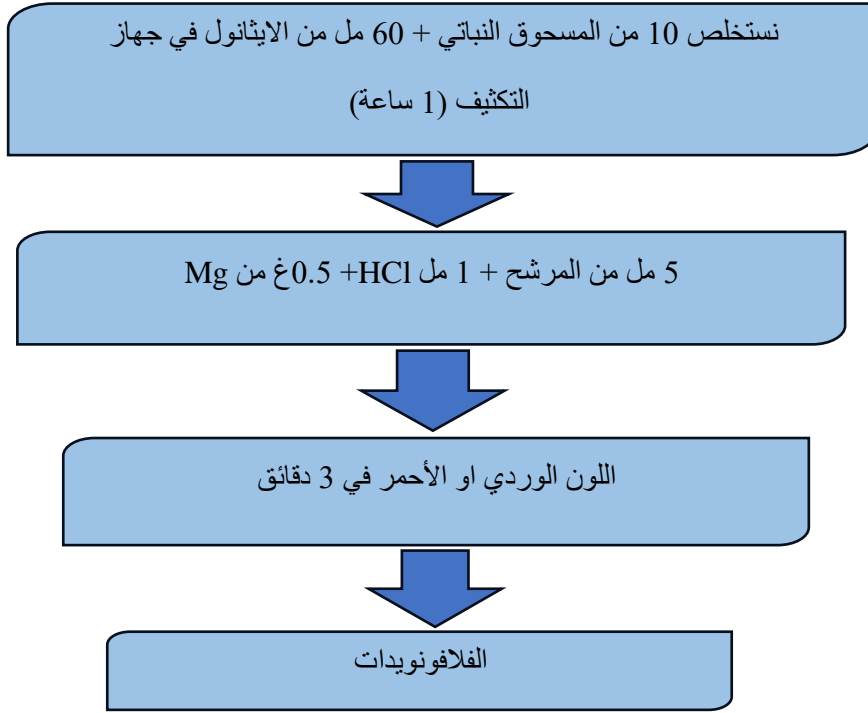 نستخلص 10 من المسحوق النباتي + 60 مل من الايثانول في جهاز
التكثيف (1 ساعة)
5 مل من المرشح + 1 مل HCl+ 0.5غ من Mg
اللون الوردي او الأحمر في 3 دقائق
الفلافونويدات